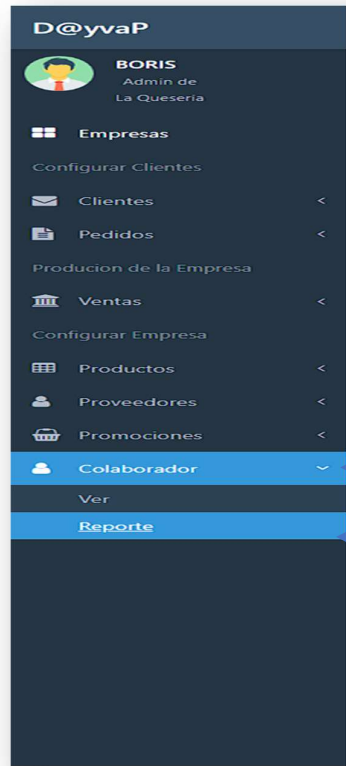 D@yvaP
BORIS
Admin de
La Quesería
Empresas
Configurar Clientes
Clientes
Pedidos
Producion de la Empresa
Ventas
Configurar Empresa
Productos
Proveedores
Promociones
Colaborador
Ver
Reporte